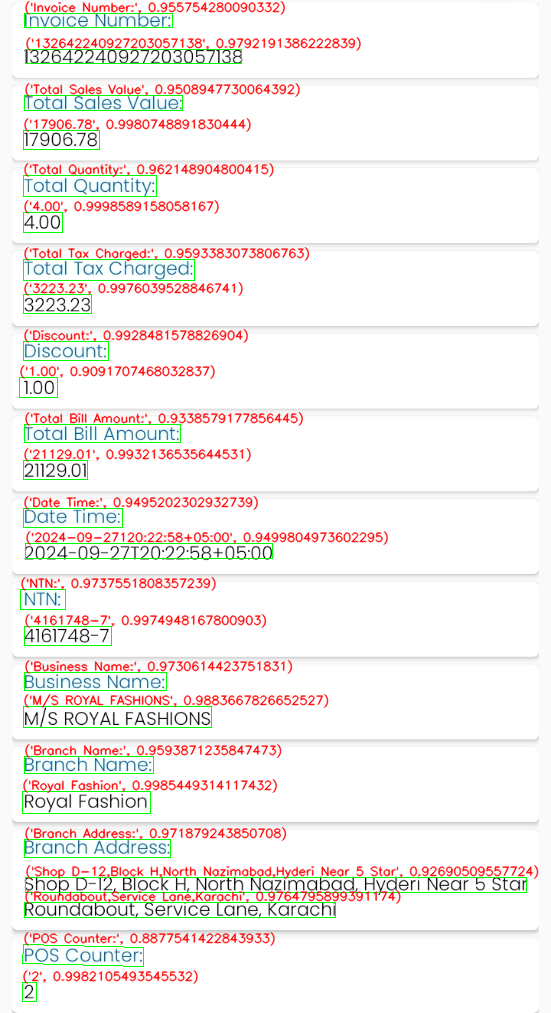 ('Invoice Number:', 0.955754280090332)
Invoice Number:
('132642240927203057138', 0.9792191386222839)
132642240927203057138
('Total Sales Value', 0.9508947730064392)
Total Sales Value:
('17906.78', 0.9980748891830444)
17906.78
('Total Quantity:', 0.962148904800415)
Total Quantity:
('4.00', 0.9998589158058167)
4.00
('Total Tax Charged:', 0.9593383073806763)
Total Tax Charged:
('3223.23', 0.9976039528846741)
3223.23
('Discount:', 0.9928481578826904)
Discount:
('1.00', 0.9091707468032837)
1.00
('Total Bill Amount:', 0.9338579177856445)
Total Bill Amount:
('21129.01', 0.9932136535644531)
21129.01
('Date Time:', 0.9495202302932739)
Date Time:
('2024-09-27120:22:58+05:00', 0.9499804973602295)
2024-09-27T20:22:58+05:00
('NTN:', 0.9737551808357239)
NTN:
('4161748-7', 0.9974948167800903)
4161748-7
('Business Name:', 0.9730614423751831)
Business Name:
('M/S ROYAL FASHIONS', 0.9883667826652527)
M/S ROYAL FASHIONS
('Branch Name:', 0.9593871235847473)
Branch Name:
('Royal Fashion', 0.9985449314117432)
Royal Fashion
('Branch Address:', 0.971879243850708)
Branch Address:
('Shop D-12,Block H,North Nazimabad,Hyderi Near 5 Star', 0.92690509557724)
Shop D-12, Block H, North Nazimabad, Hyderi Near 5 Star
('Roundabout,Service Lane,Karachi', 0.9764795899391174)
Roundabout, Service Lane, Karachi
('POS Counter:', 0.8877541422843933)
POS Counter:
('2', 0.9982105493545532)
2